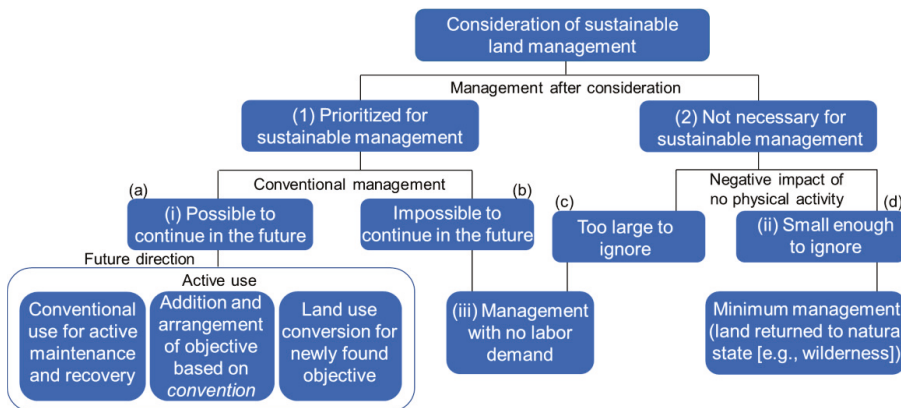 Consideration of sustainable
land management
Management after consideration
(1) Prioritized for
sustainable management
(2) Not necessary for
sustainable management
Conventional management
Negative impact of
no physical activity
(a)
(i) Possible to
continue in the future
(b)
Impossible to
continue in the future
(c)
Too large to
ignore
(d)
(ii) Small enough
to ignore
Future direction
Active use
Conventional
use for active
maintenance
and recovery
Addition and
arrangement
of objective
based on
convention
Land use
conversion for
newly found
objective
(iii) Management
with no labor
demand
Minimum management
(land returned to natural
state [e.g., wilderness])